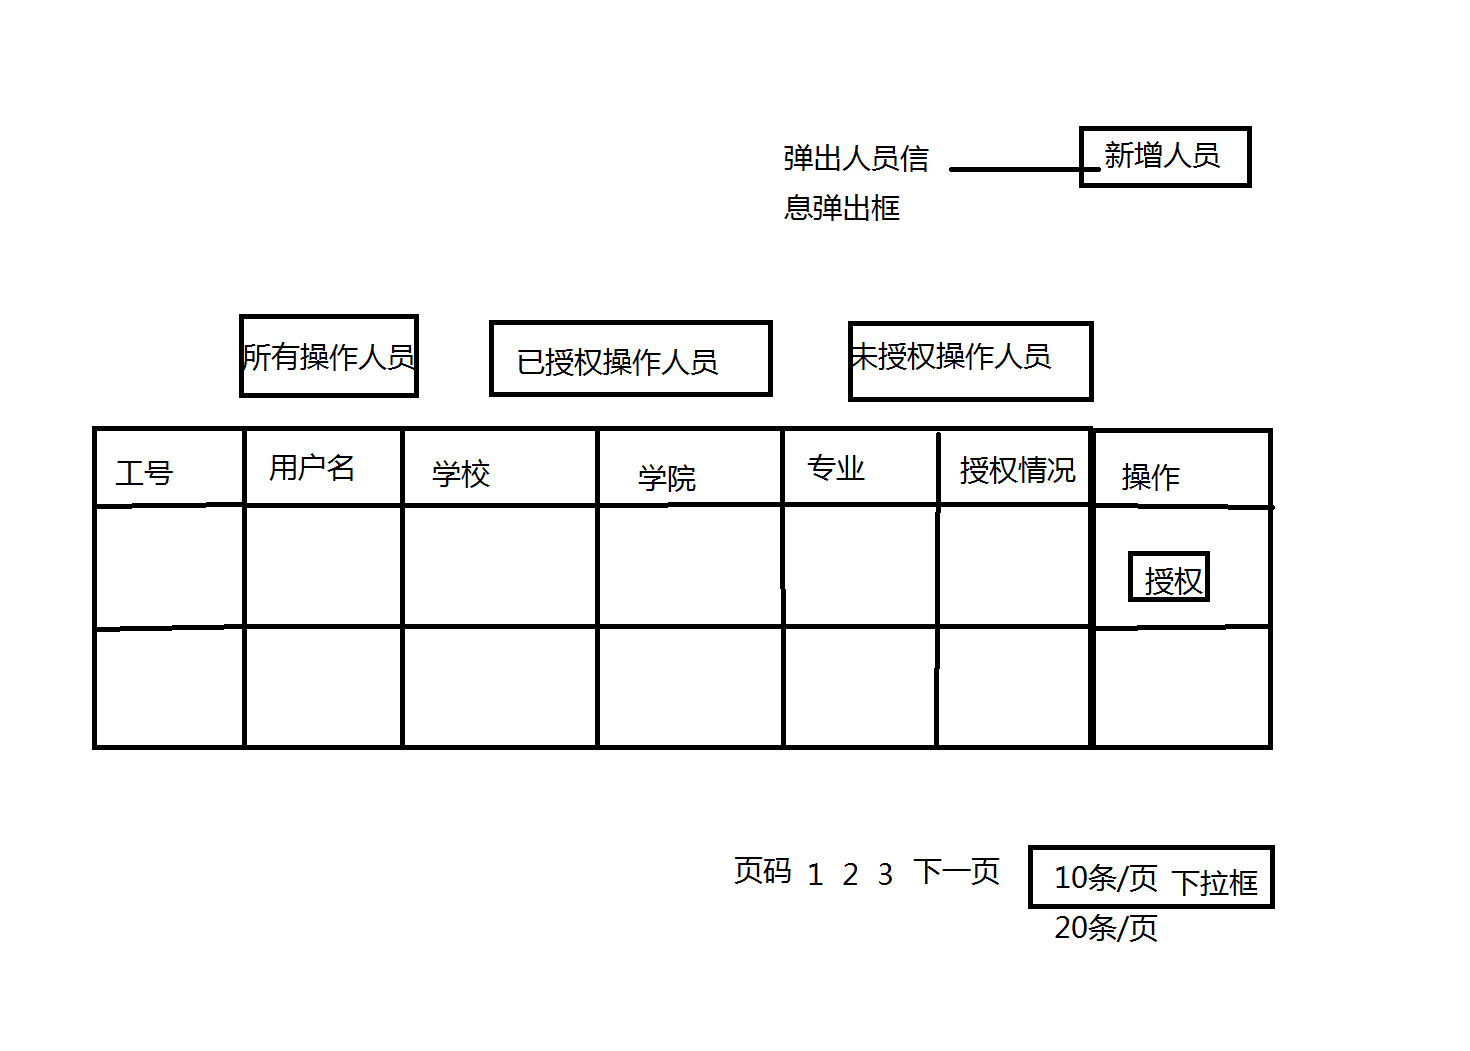 弹出人员信
息弹出框
新增人员
所有操作人员
已授权操作人员
未授权操作人员
工号
用户名
学校
学院
专业
授权情况
操作
授权
页码 1 2 3 下一页
10条/页 下拉框
20条/页